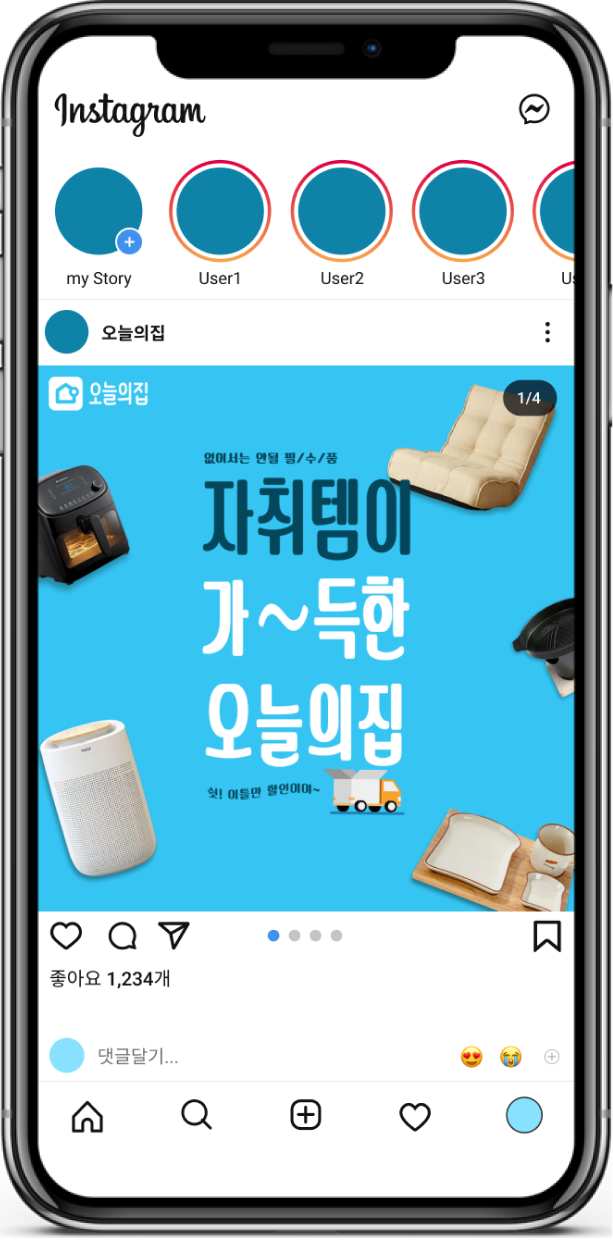 Instagram
my Story
User1
User2
User3
Us
오늘의집
오늘의집
1/4
없어서는 안될 필/수/품
자취템이
가~득한
오늘의집
쉿! 이틀만 할인이야~
좋아요 1,234개
댓글달기...